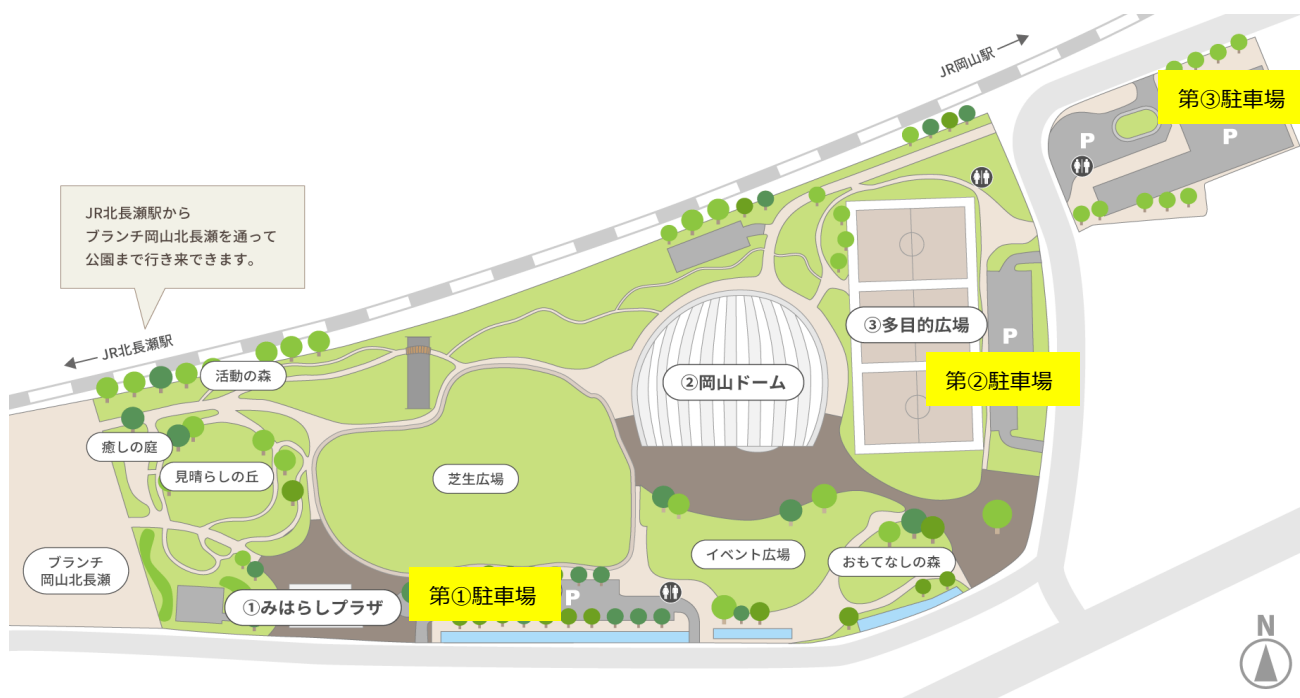 JR岡山駅
第③駐車場
P
P
JR北長瀬駅から
ブランチ岡山北長瀬を通って
公園まで行き来できます。
JR北長瀬駅
③多目的広場
P
活動の森
②岡山ドーム
第②駐車場
癒しの庭
見晴らしの丘
芝生広場
イベント広場
おもてなしの森
ブランチ
岡山北長瀬
①みはらしプラザ
第①駐車場
P
N